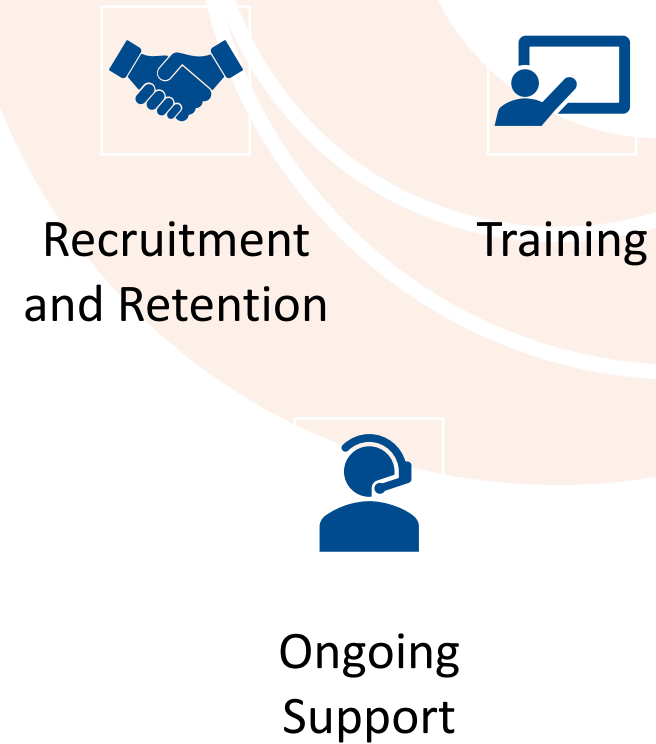 Recruitment
and Retention
Training
Ongoing
Support